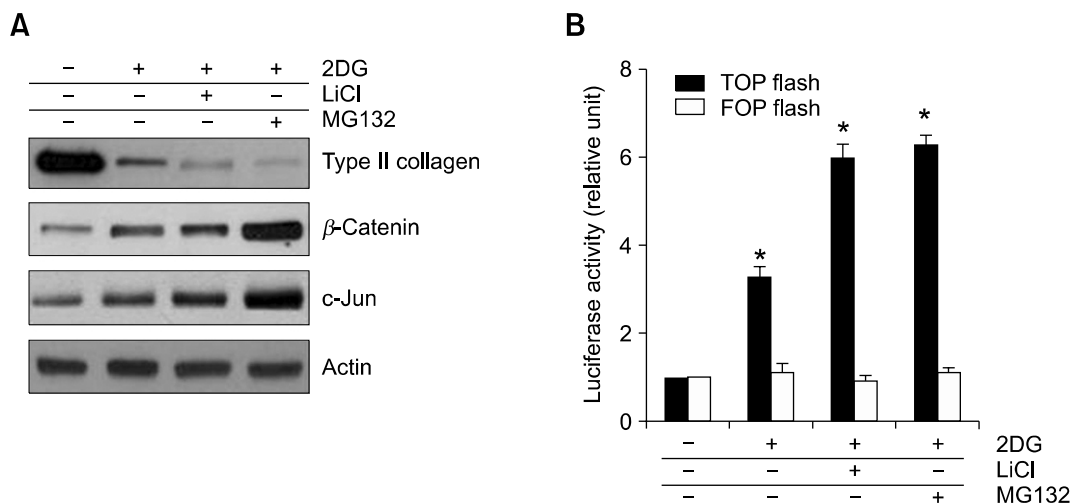 A
– + + + 2DG
– – + – LiCl
– – – + MG132
Type II collagen
β-Catenin
c-Jun
Actin
B
Luciferase activity (relative unit)
8
6
4
2
0
TOP flash
FOP flash
*
*
*
– + + + 2DG
– – + – LiCl
– – – + MG132